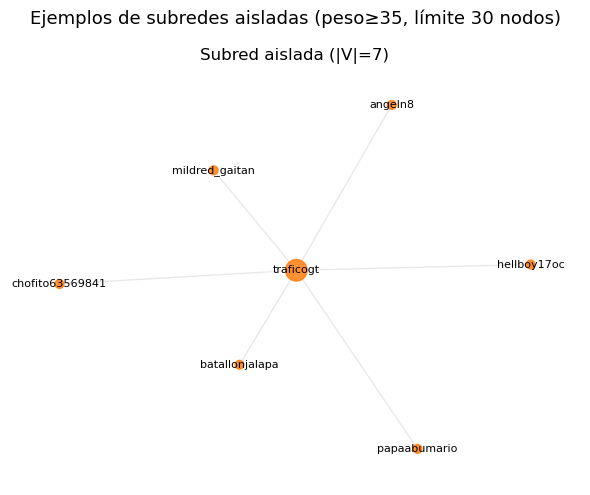 Ejemplos de subredes aisladas (peso≥35, límite 30 nodos)
Subred aislada (|V|=7)
angeln8
mildred_gaitan
hellboy17oc
traficogt
chofito63569841
batallonjalapa
papaabumario